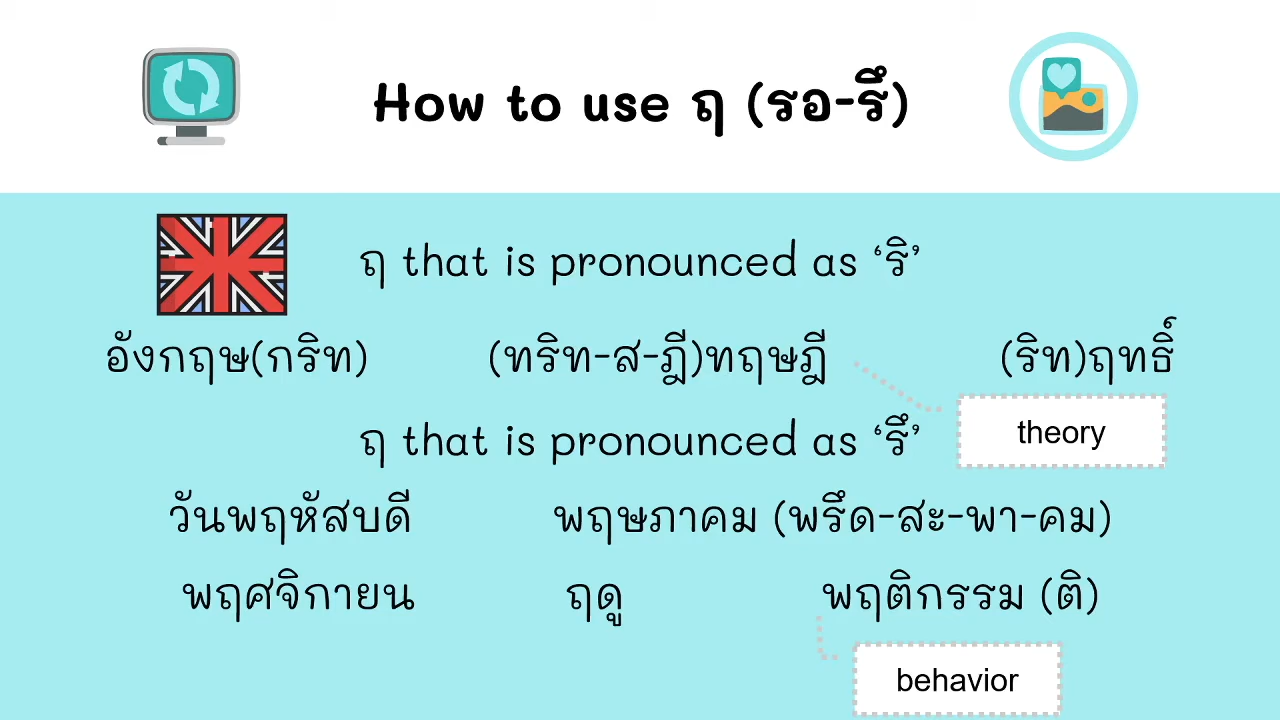 How to use ฤ (รอ-รึ)
ฤ that is pronounced as ‘ริ’
อังกฤษ(กริท) (ทริท-ส-ฎี)ทฤษฎี (ริท)ฤทธิ์
theory
ฤ that is pronounced as ‘รึ’
วันพฤหัสบดี พฤษภาคม (พรึด-สะ-พา-คม)
พฤศจิกายน ฤดู พฤติกรรม (ติ)
behavior